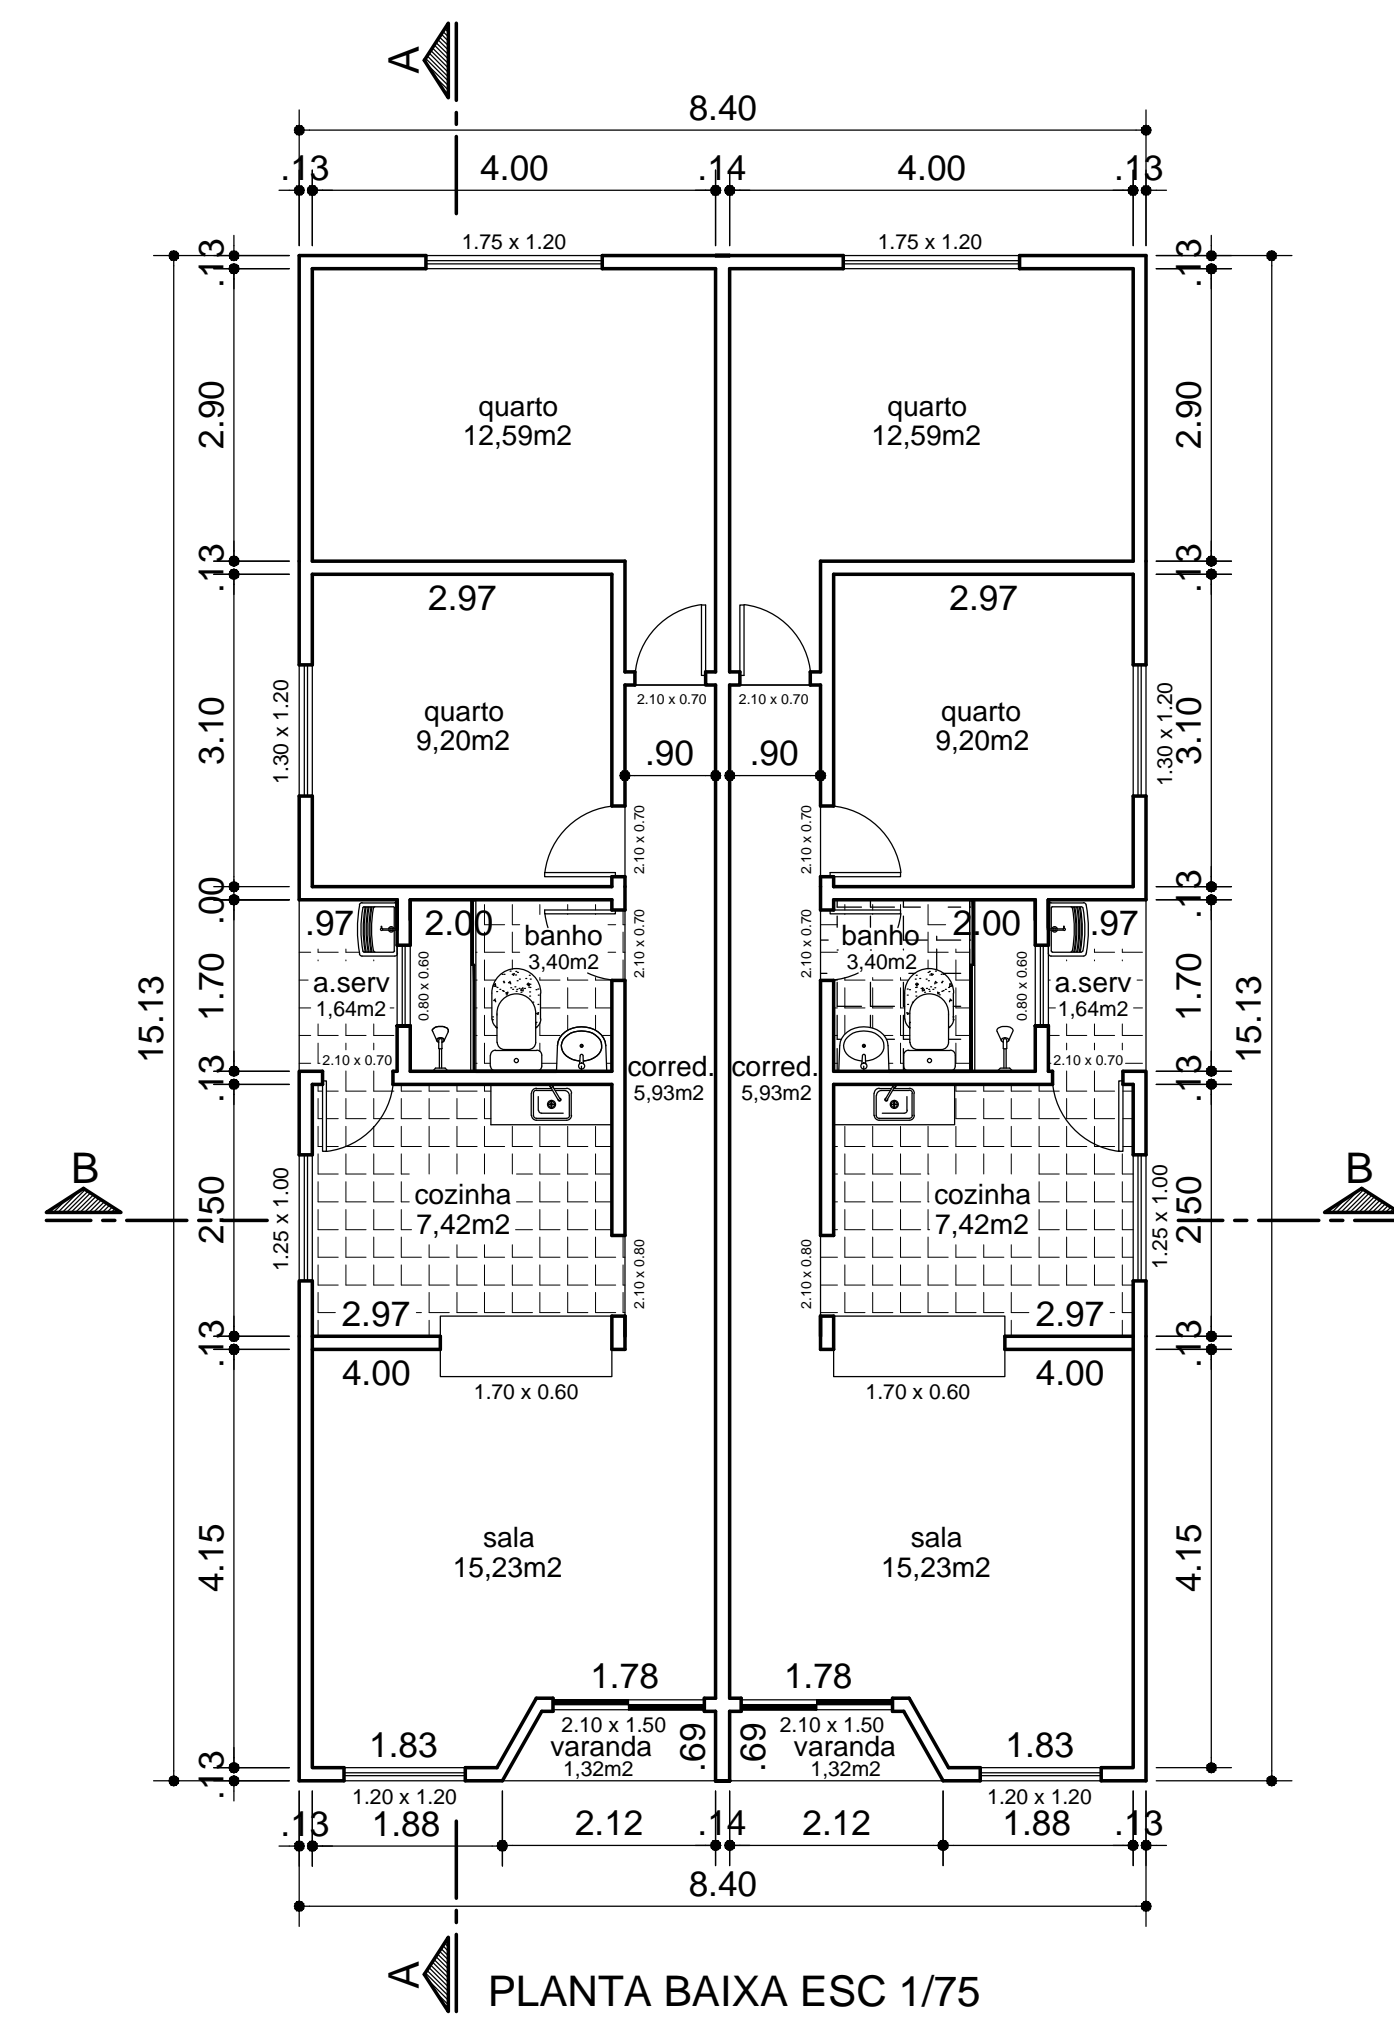 A
8.40
.13 4.00 .14 4.00 .13
1.75 x 1.20 1.75 x 1.20
.13 .13
2.90 2.90
quarto quarto
12,59m2 12,59m2
.13 .13
2.97 2.97
2.10 x 0.70 2.10 x 0.70
1.30 x 1.20 1.30 x 1.20
3.10 3.10
quarto quarto
9,20m2 9,20m2
.90 .90
2.10 x 0.70 2.10 x 0.70
.00 .13
.97 2.00 2.00 .97
banho banho
3,40m2 3,40m2
2.10 x 0.70 2.10 x 0.70
0.80 x 0.60 0.80 x 0.60
a.serv a.serv
1,64m2 1,64m2
1.70 1.70
15.13 15.13
2.10 x 0.70 2.10 x 0.70
.13 .13
corred. corred.
5,93m2 5,93m2
B B
cozinha cozinha
7,42m2 7,42m2
2.50 2.50
1.25 x 1.00 1.25 x 1.00
2.10 x 0.80 2.10 x 0.80
2.97 2.97
.13 .13
4.00 4.00
1.70 x 0.60 1.70 x 0.60
sala sala
15,23m2 15,23m2
4.15 4.15
1.78 1.78
2.10 x 1.50 2.10 x 1.50
.69 .69
varanda varanda
1,32m2 1,32m2
1.83 1.83
.13
1.20 x 1.20 1.20 x 1.20
.13 1.88 2.12 .14 2.12 1.88 .13
8.40
A
PLANTA BAIXA ESC 1/75